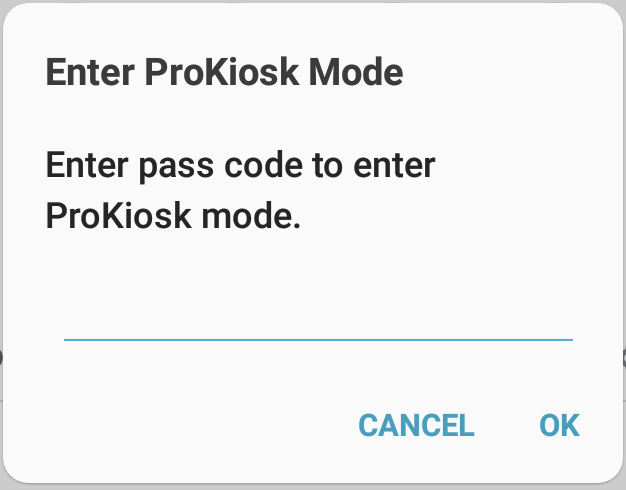 Enter ProKiosk Mode
Enter pass code to enter
ProKiosk mode.
CANCEL OK